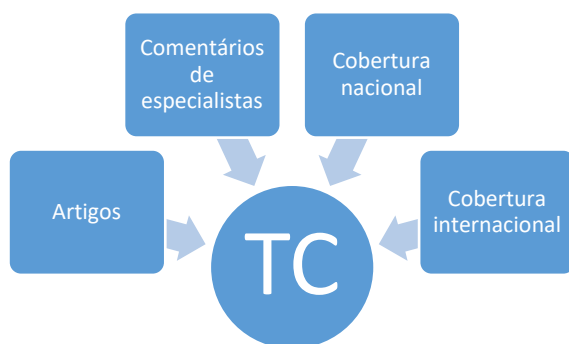 Comentários
de
especialistas
Cobertura
nacional
Artigos
Cobertura
internacional
TC